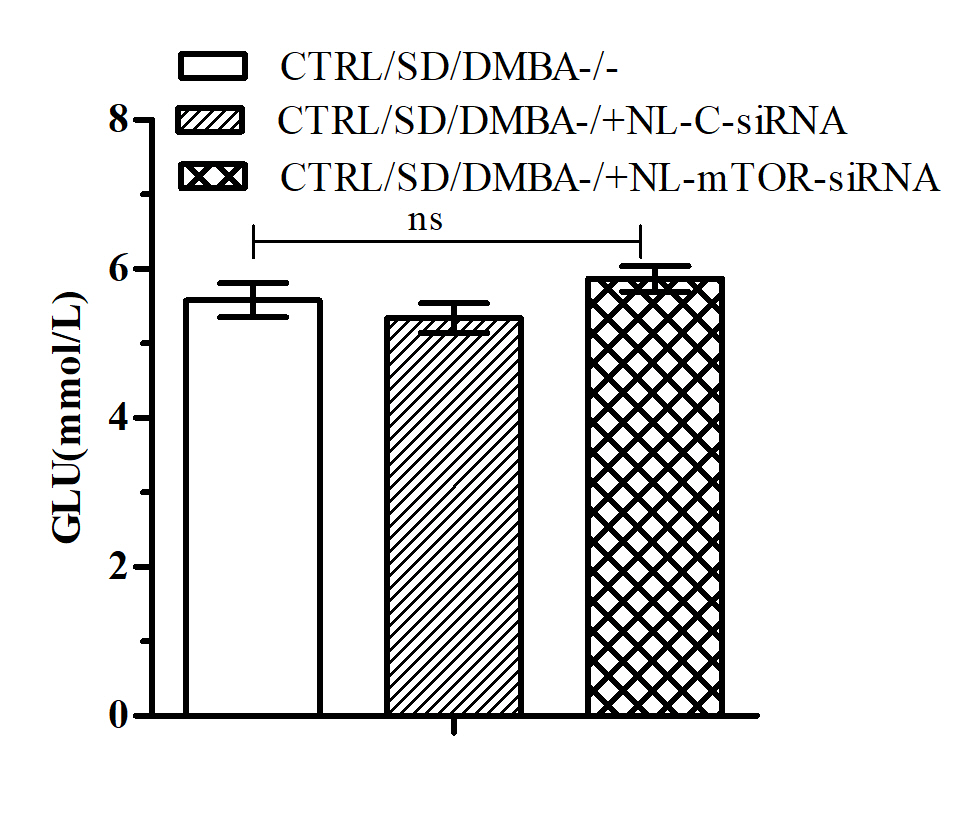 CTRL/SD/DMBA-/-
CTRL/SD/DMBA-/+NL-C-siRNA
CTRL/SD/DMBA-/+NL-mTOR-siRNA
ns
8
6
4
2
0
GLU(mmol/L)